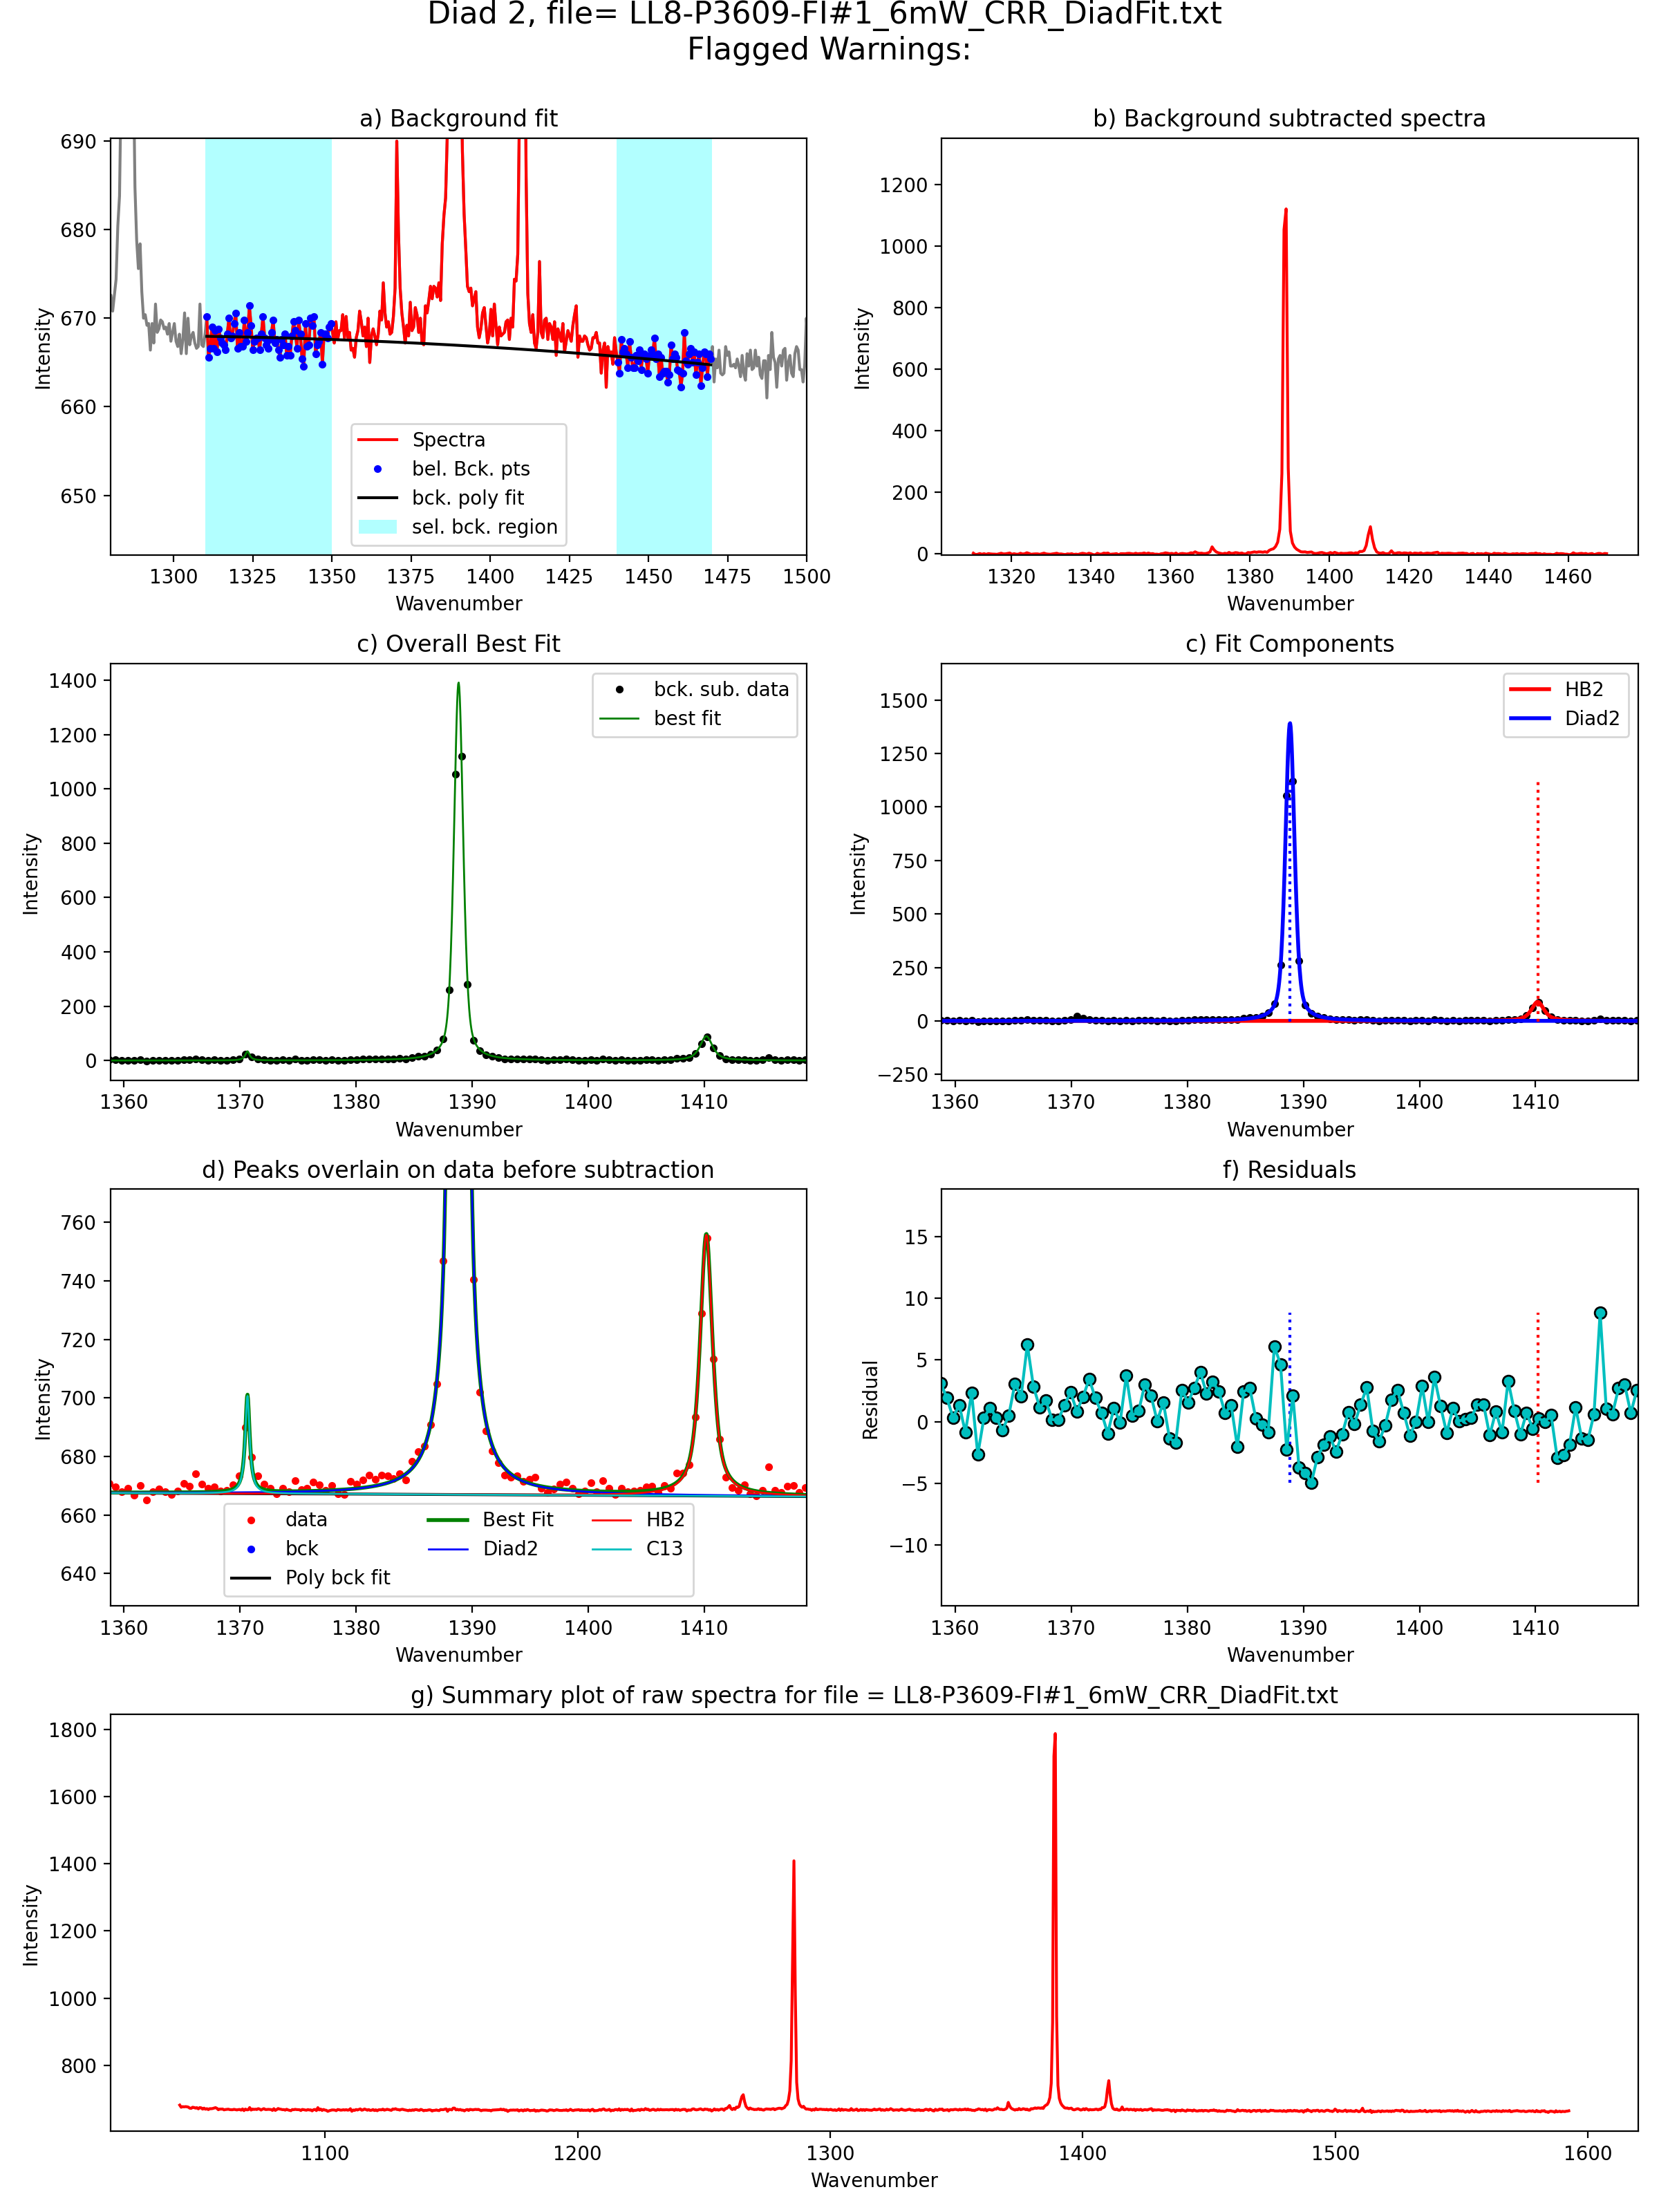 Diad 2, file= LL8-P3609-FI#1_6mW_CRR_DiadFit.txt
Flagged Warnings:
a) Background fit
690
680
670
660
650
Intensity
1300 1325 1350 1375 1400 1425 1450 1475 1500
Wavenumber
Spectra
bel. Bck. pts
bck. poly fit
sel. bck. region
b) Background subtracted spectra
1200
1000
800
600
400
200
0
Intensity
1320 1340 1360 1380 1400 1420 1440 1460
Wavenumber
c) Overall Best Fit
1400
1200
1000
800
600
400
200
0
Intensity
1360 1370 1380 1390 1400 1410
Wavenumber
bck. sub. data
best fit
c) Fit Components
1500
1250
1000
750
500
250
0
−250
Intensity
1360 1370 1380 1390 1400 1410
Wavenumber
HB2
Diad2
d) Peaks overlain on data before subtraction
760
740
720
700
680
660
640
Intensity
1360 1370 1380 1390 1400 1410
Wavenumber
data
bck
Poly bck fit
Best Fit
Diad2
HB2
C13
f) Residuals
15
10
5
0
−5
−10
Residual
1360 1370 1380 1390 1400 1410
Wavenumber
g) Summary plot of raw spectra for file = LL8-P3609-FI#1_6mW_CRR_DiadFit.txt
1800
1600
1400
1200
1000
800
Intensity
1100 1200 1300 1400 1500 1600
Wavenumber